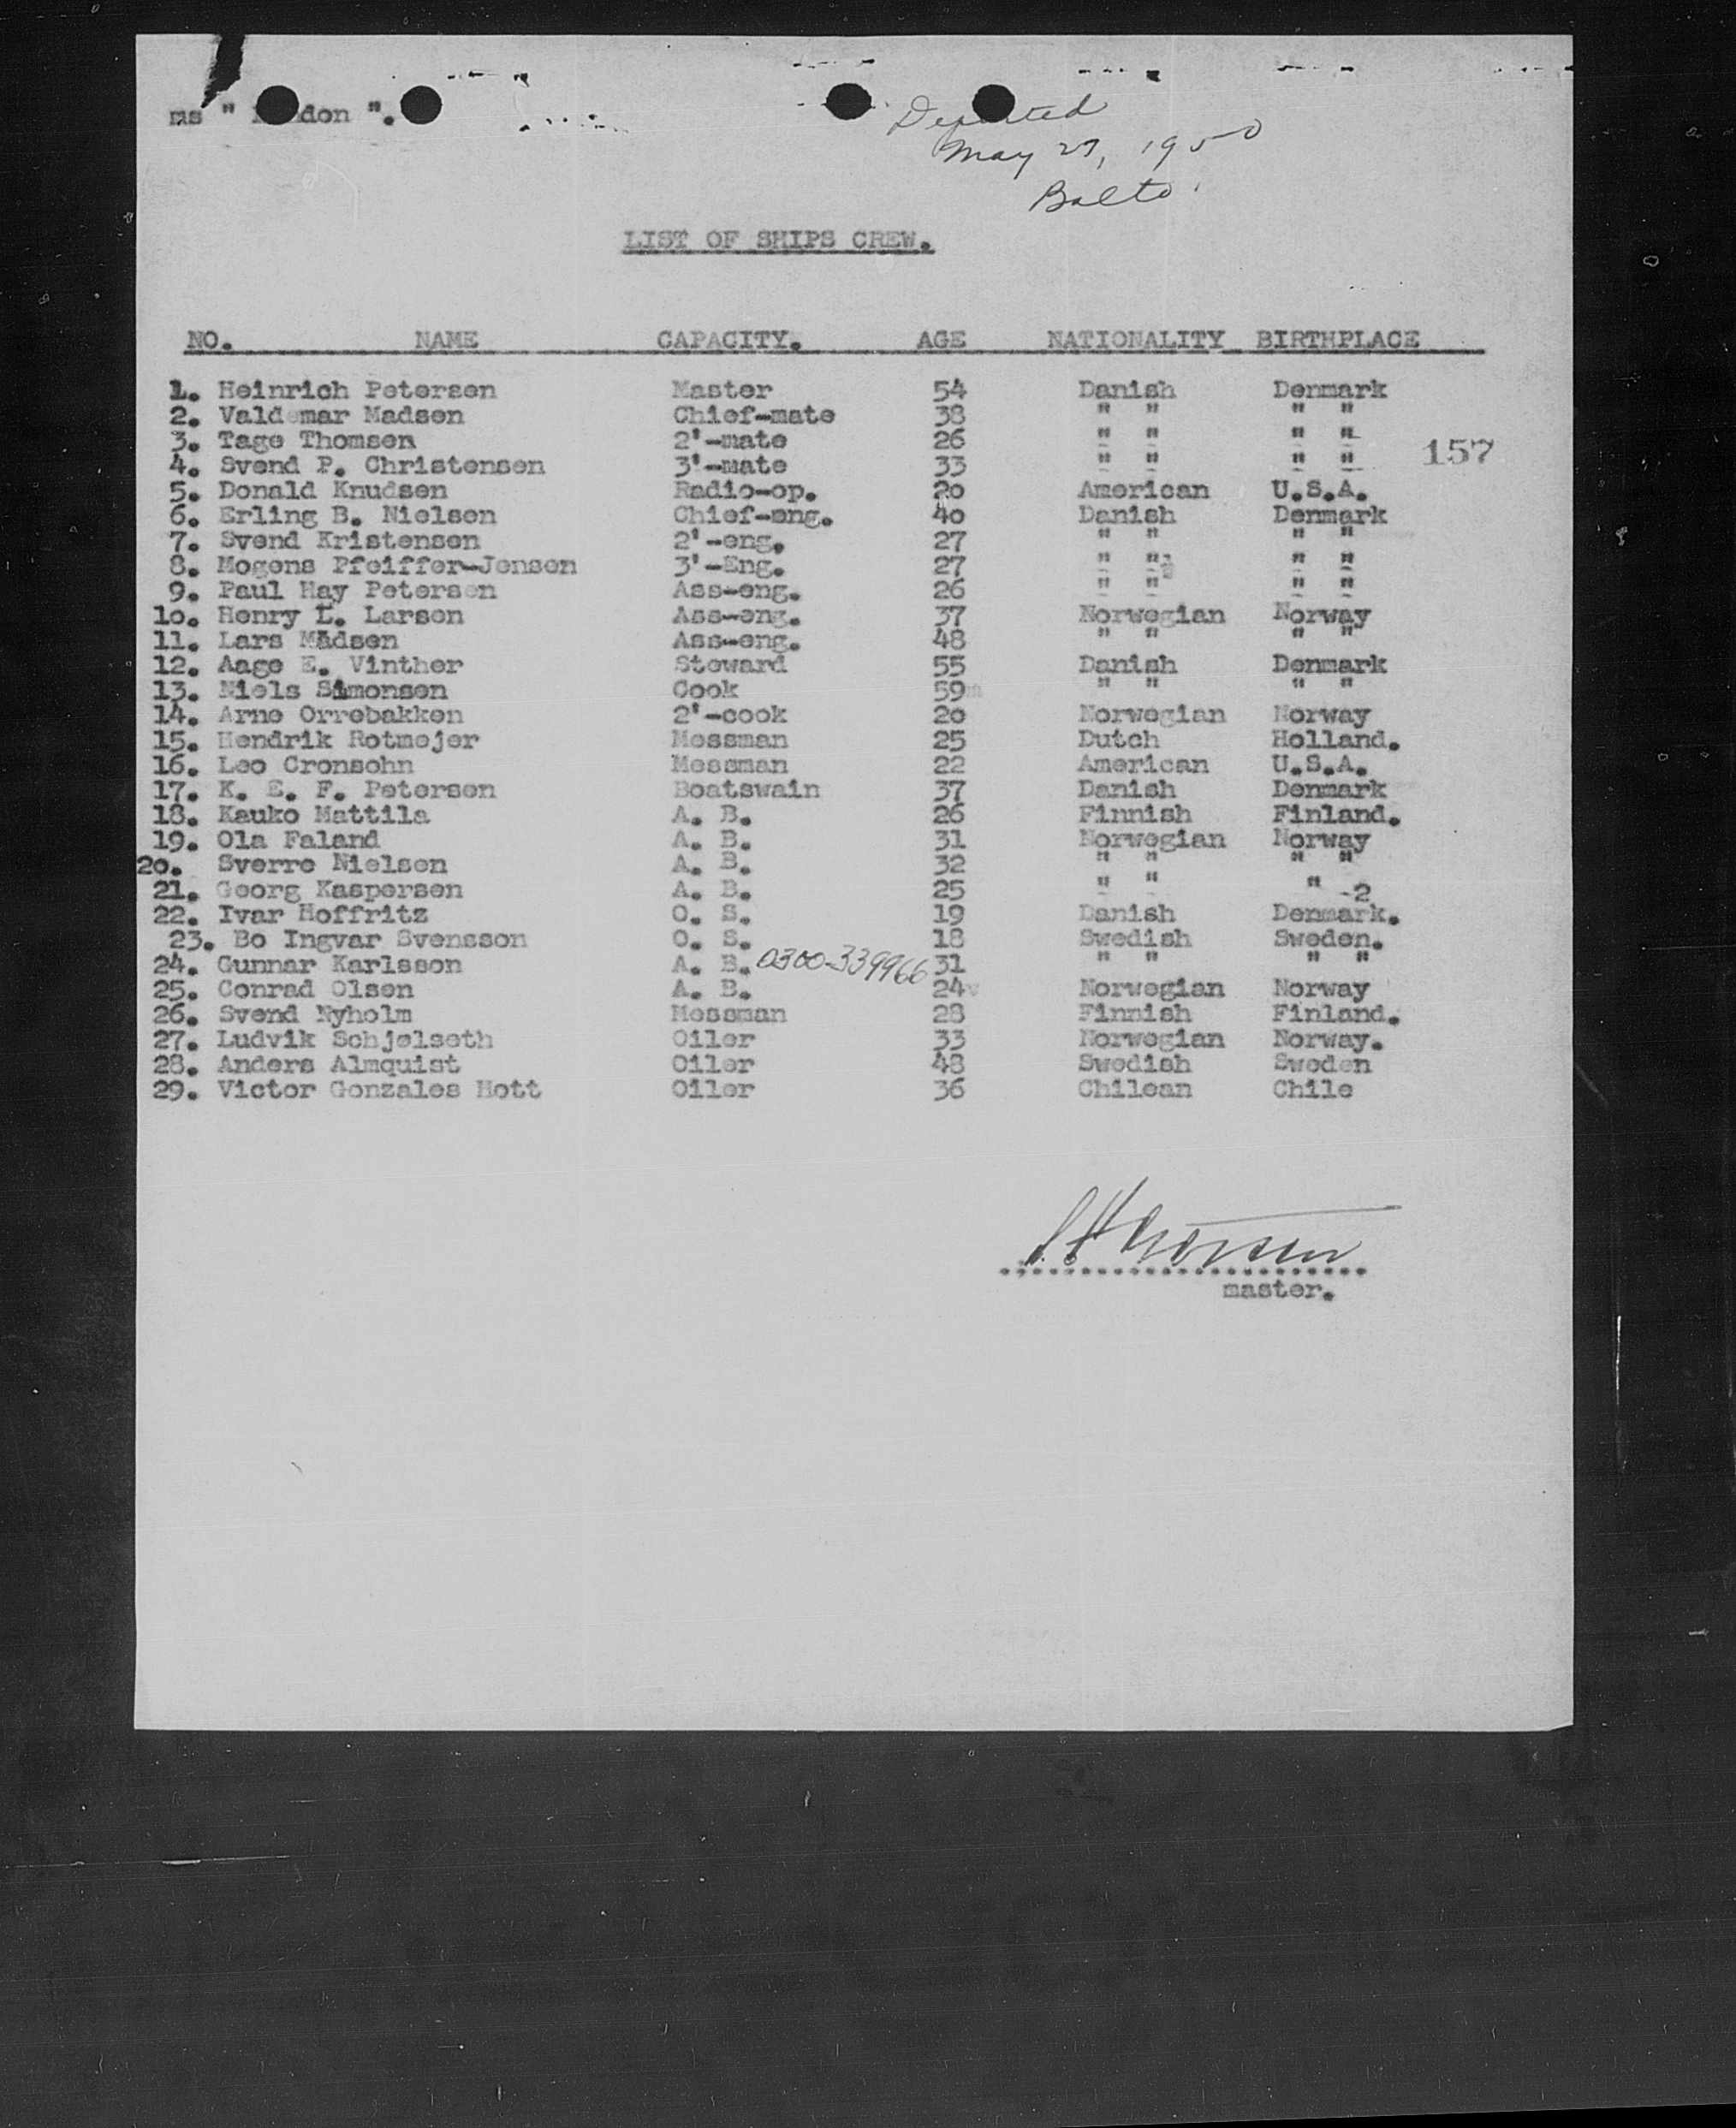 ms " don ".
Departed
May 27, 1950
Balto.
LIST OF SHIPS CREW.
NO. NAME CAPACITY. AGE NATIONALITY BIRTHPLACE
1. Heinrich Petersen Master 54 Danish Denmark
2. Valdemar Madsen Chief-mate 38 " " " "
3. Tage Thomsen 2'-mate 26 " " " "
4. Svend P. Christensen 3'-mate 33 " " " " 157
5. Donald Knudsen Radio-op. 2o American U.S.A.
6. Erling B. Nielsen Chief-eng. 4o Danish Denmark
7. Svend Kristensen 2'-eng. 27 " " " "
8. Mogens Pfeiffer-Jensen 3'-Eng. 27 " " " "
9. Paul Hay Petersen Ass-eng. 26 " " " "
1o. Henry L. Larsen Ass-eng. 37 Norwegian Norway
11. Lars Madsen Ass-eng. 48 " " " "
12. Aage E. Vinther Steward 55 Danish Denmark
13. Niels Simonsen Cook 59 " " " "
14. Arne Orrebakken 2'-cook 2o Norwegian Norway
15. Hendrik Rotmejer Messman 25 Dutch Holland.
16. Leo Cronsohn Messman 22 American U.S.A.
17. K. E. F. Petersen Boatswain 37 Danish Denmark
18. Kauko Mattila A. B. 26 Finnish Finland.
19. Ola Faland A. B. 31 Norwegian Norway
2o. Sverre Nielsen A. B. 32 " " " "
21. Georg Kaspersen A. B. 25 " " " -2
22. Ivar Hoffritz O. S. 19 Danish Denmark.
23. Bo Ingvar Svensson O. S. 18 Swedish Sweden.
24. Gunnar Karlsson A. B. 0300-339966 31 " " " "
25. Conrad Olsen A. B. 24 Norwegian Norway
26. Svend Nyholm Messman 28 Finnish Finland.
27. Ludvik Schjelseth Oiler 33 Norwegian Norway.
28. Anders Almquist Oiler 48 Swedish Sweden
29. Victor Gonzales Hott Oiler 36 Chilean Chile
master.